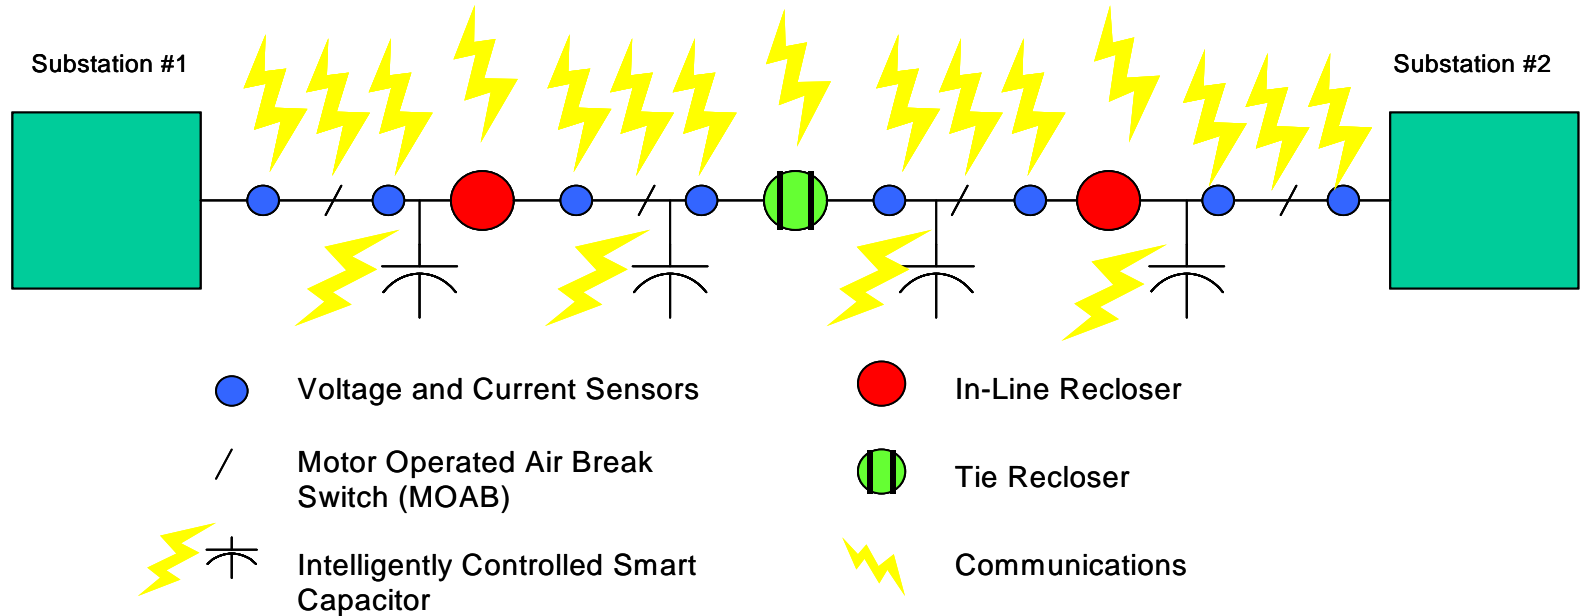 Substation #1
Substation #2
Voltage and Current Sensors
In-Line Recloser
Motor Operated Air Break
Switch (MOAB)
Tie Recloser
Intelligently Controlled Smart
Capacitor
Communications